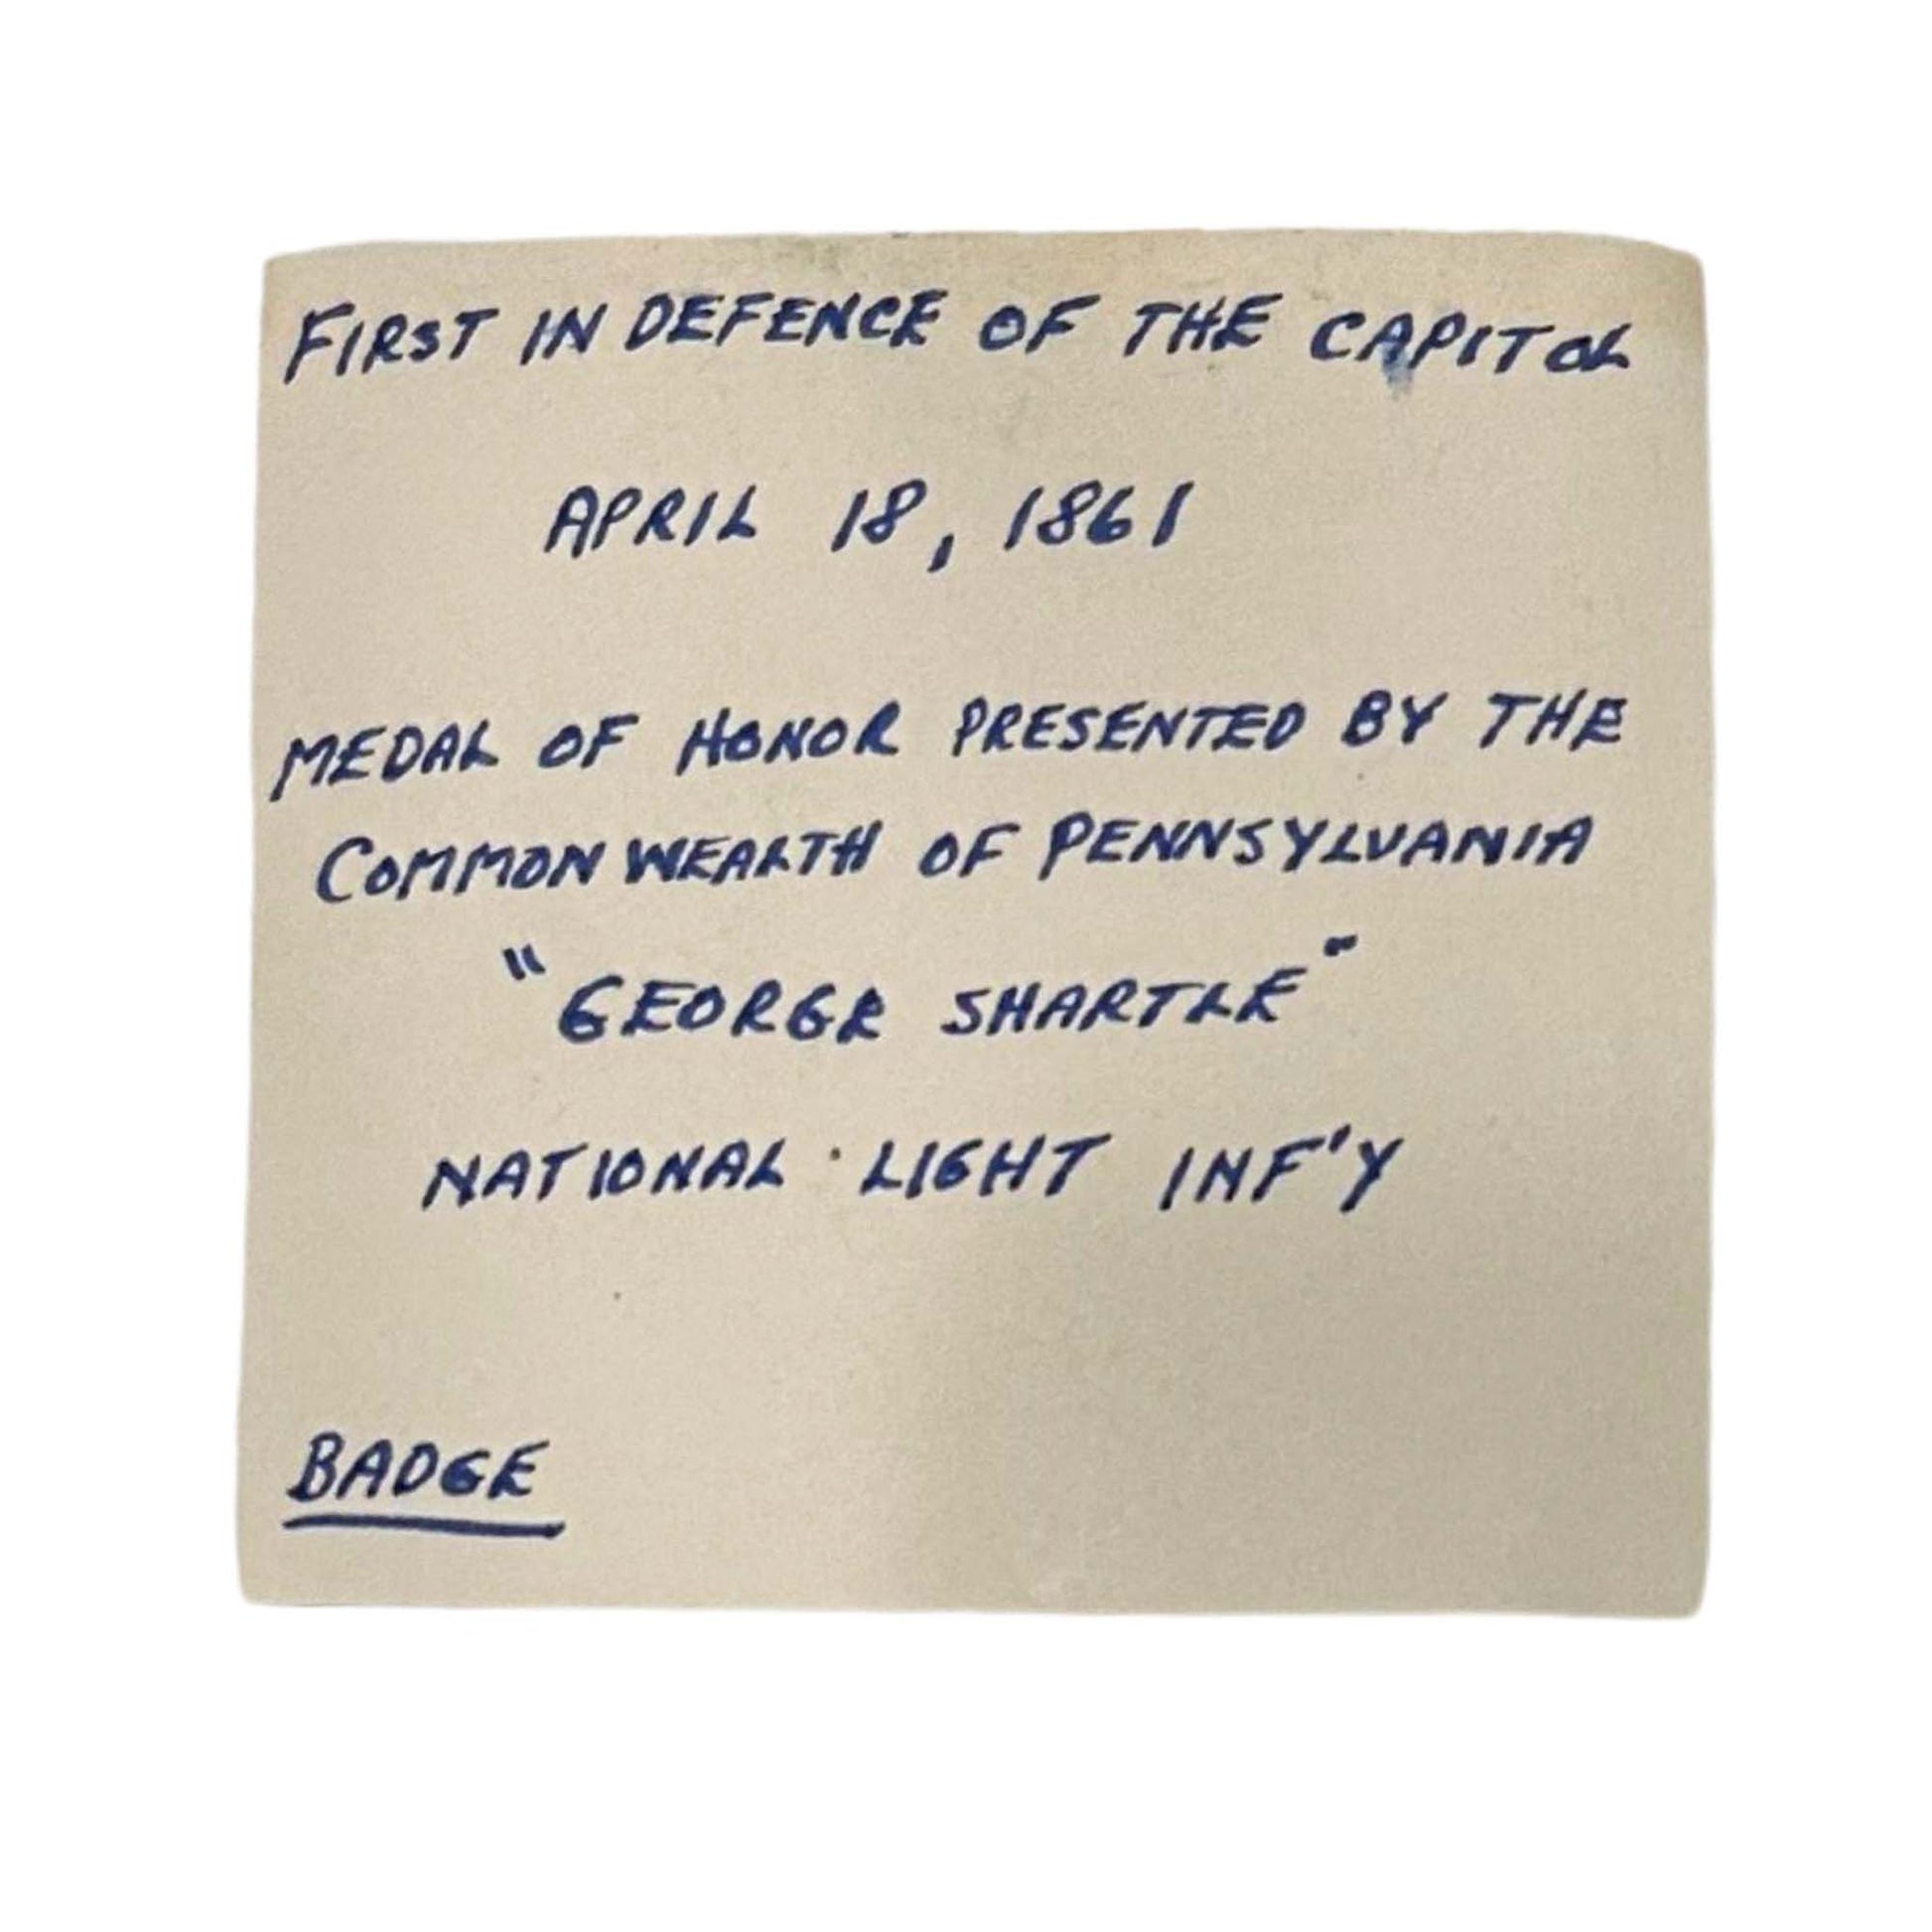 FIRST IN DEFENCE OF THE CAPITOL
APRIL 18, 1861
MEDAL OF HONOR PRESENTED BY THE
COMMONWEALTH OF PENNSYLVANIA
"GEORGE SHARTLE"
NATIONAL LIGHT INF'Y
BADGE